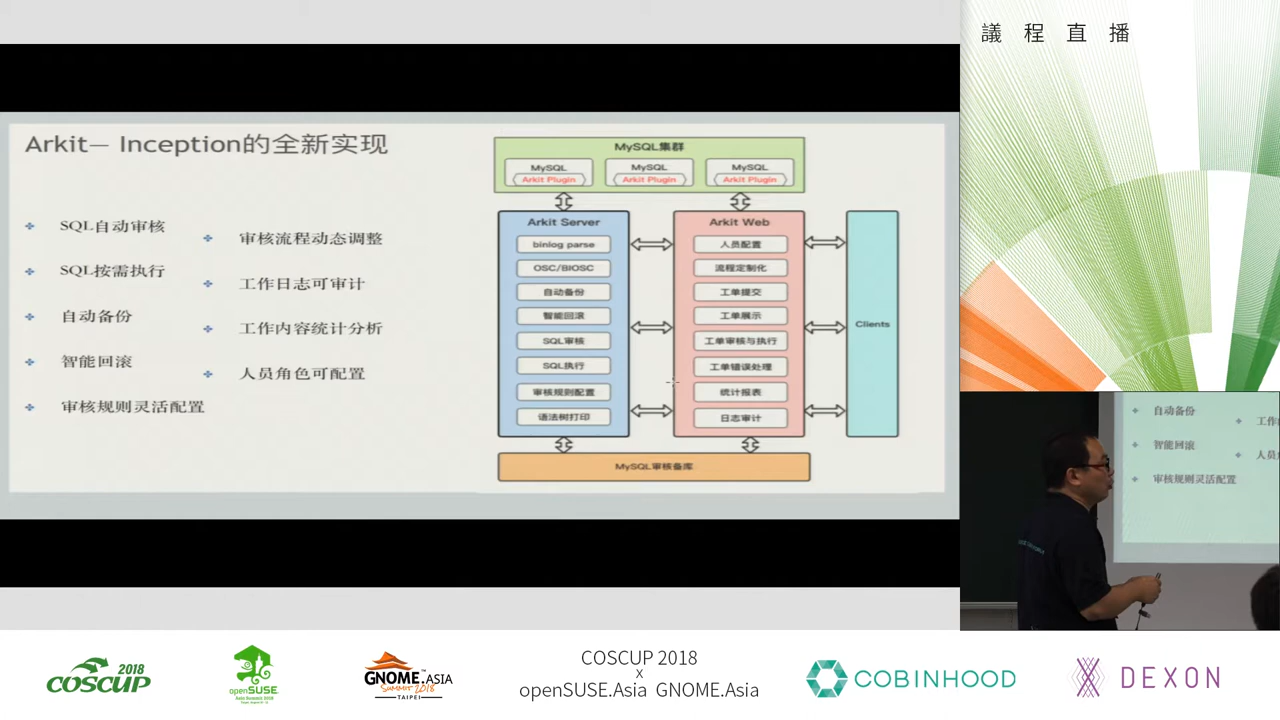 議程直播
Arkit— Inception的全新实现
SQL自动审核
SQL按需执行
自动备份
智能回滚
审核规则灵活配置
审核流程动态调整
工作日志可审计
工作内容统计分析
人员角色可配置
MySQL集群
MySQL
Arkit Plugin
MySQL
Arkit Plugin
MySQL
Arkit Plugin
Arkit Server
binlog parse
OSC/BIOSC
自动备份
智能回滚
SQL审核
SQL执行
审核规则配置
语法树打印
Arkit Web
人员配置
流程定制化
工单提交
工单展示
工单审核与执行
工单错误处理
统计报表
日志审计
Clients
MySQL审核备库
自动备份
智能回滚
审核规则灵活配置
工作
人员
2018
COSCUP
openSUSE
Asia Summit 2018
GNOME.ASIA
SUMMIT 2018
TAIPEI
COSCUP 2018
x
openSUSE.Asia GNOME.Asia
COBINHOOD
DEXON